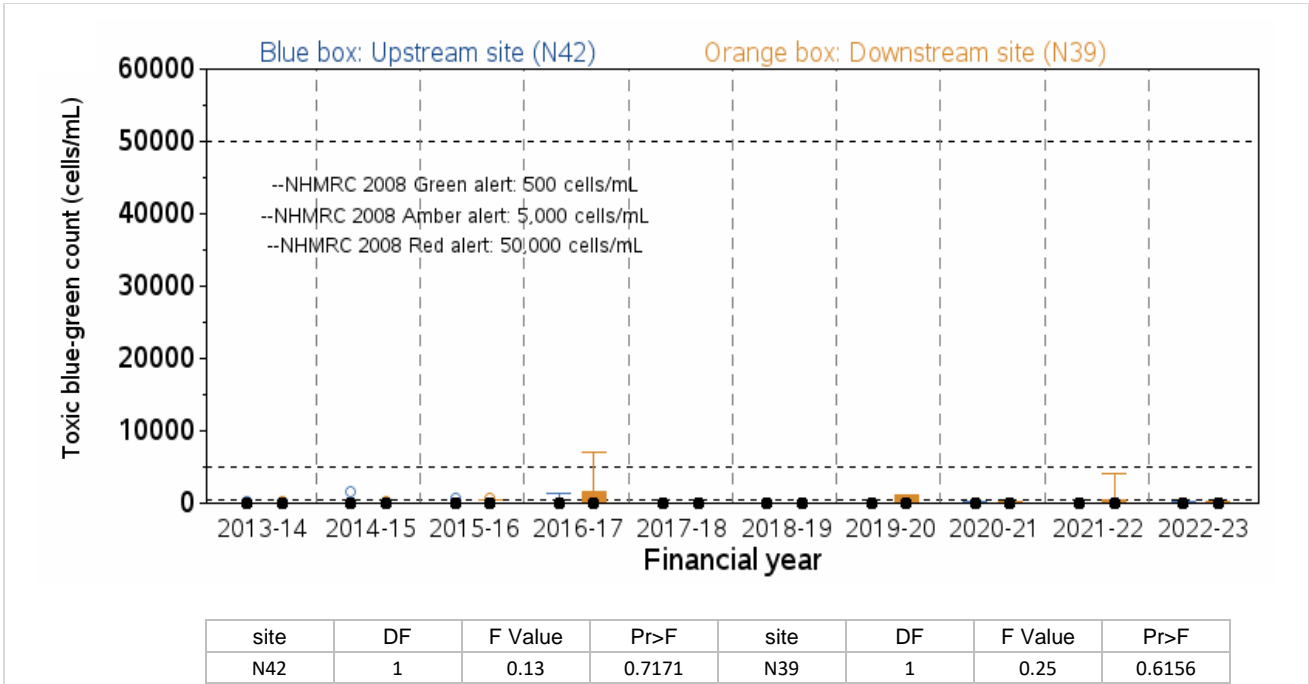 Blue box: Upstream site (N42) Orange box: Downstream site (N39)
60000
50000
40000
30000
20000
10000
0
Toxic blue-green count (cells/mL)
--NHMRC 2008 Green alert: 500 cells/mL
--NHMRC 2008 Amber alert: 5,000 cells/mL
--NHMRC 2008 Red alert: 50,000 cells/mL
2013-14 2014-15 2015-16 2016-17 2017-18 2018-19 2019-20 2020-21 2021-22 2022-23
Financial year
site DF F Value Pr>F site DF F Value Pr>F
N42 1 0.13 0.7171 N39 1 0.25 0.6156